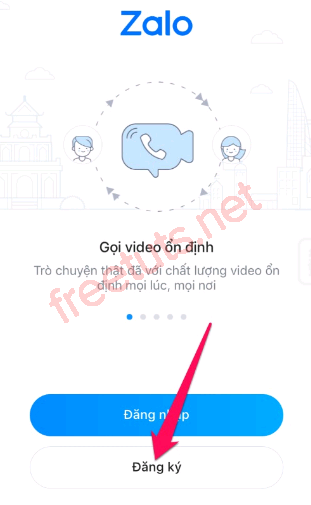 Zalo
Gọi video ổn định
Trò chuyện thật đã với chất lượng video ổn
định mọi lúc, mọi nơi
freetuts.net
Đăng nhập
Đăng ký